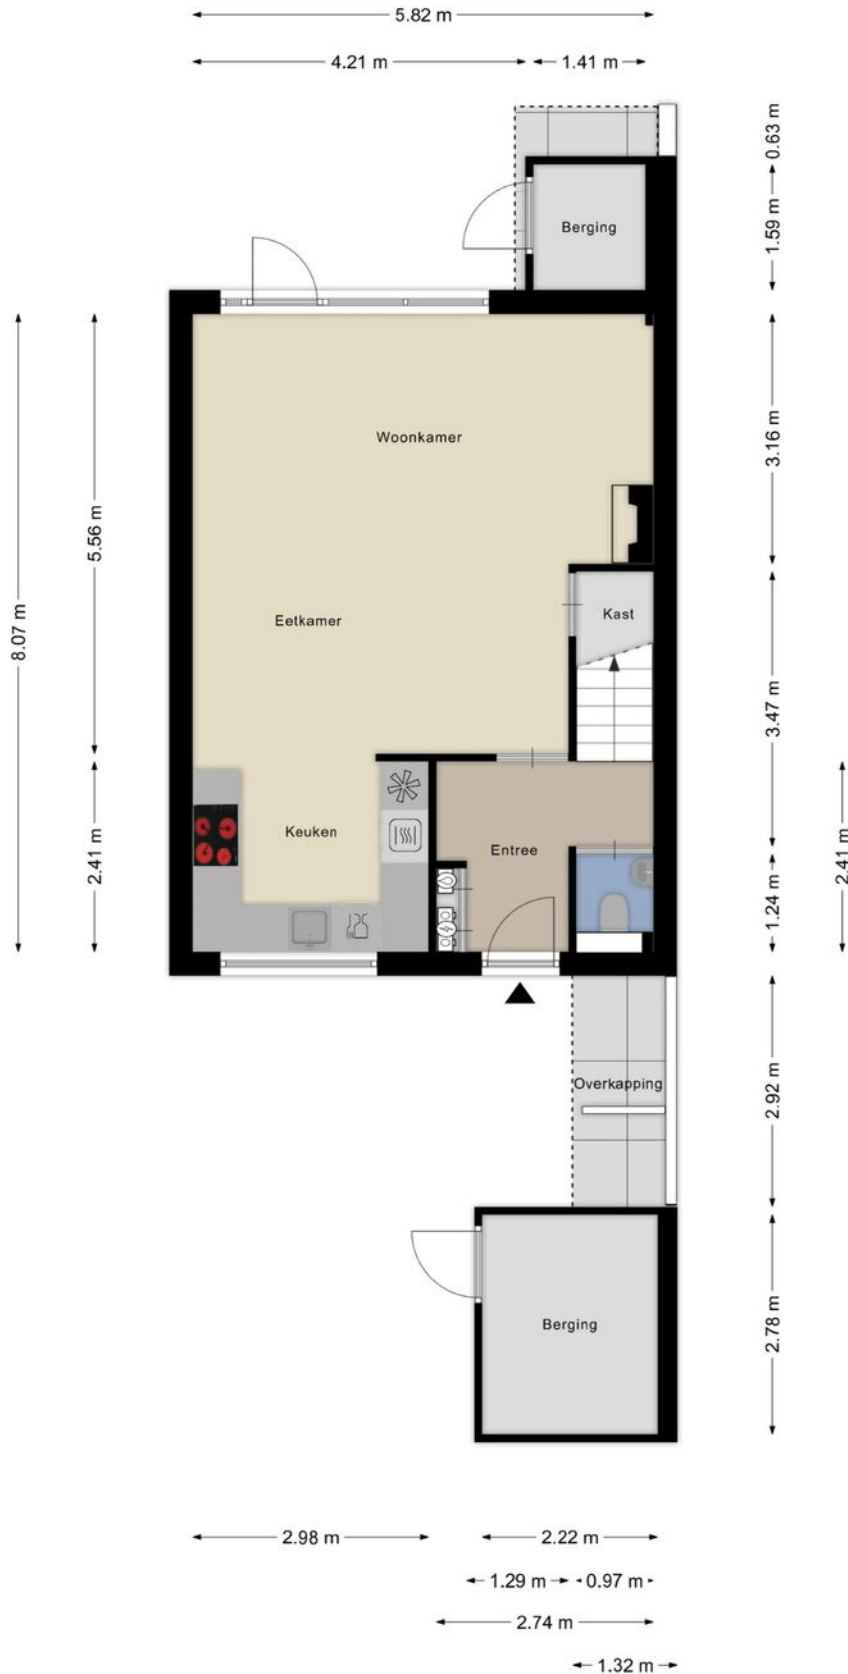 5.82 m
4.21 m
1.41 m
0.63 m
1.59 m
Berging
Woonkamer
3.16 m
5.56 m
8.07 m
Eetkamer
Kast
3.47 m
Keuken
Entree
2.41 m
1.24 m
2.41 m
Overkapping
2.92 m
Berging
2.78 m
2.98 m
2.22 m
1.29 m
0.97 m
2.74 m
1.32 m